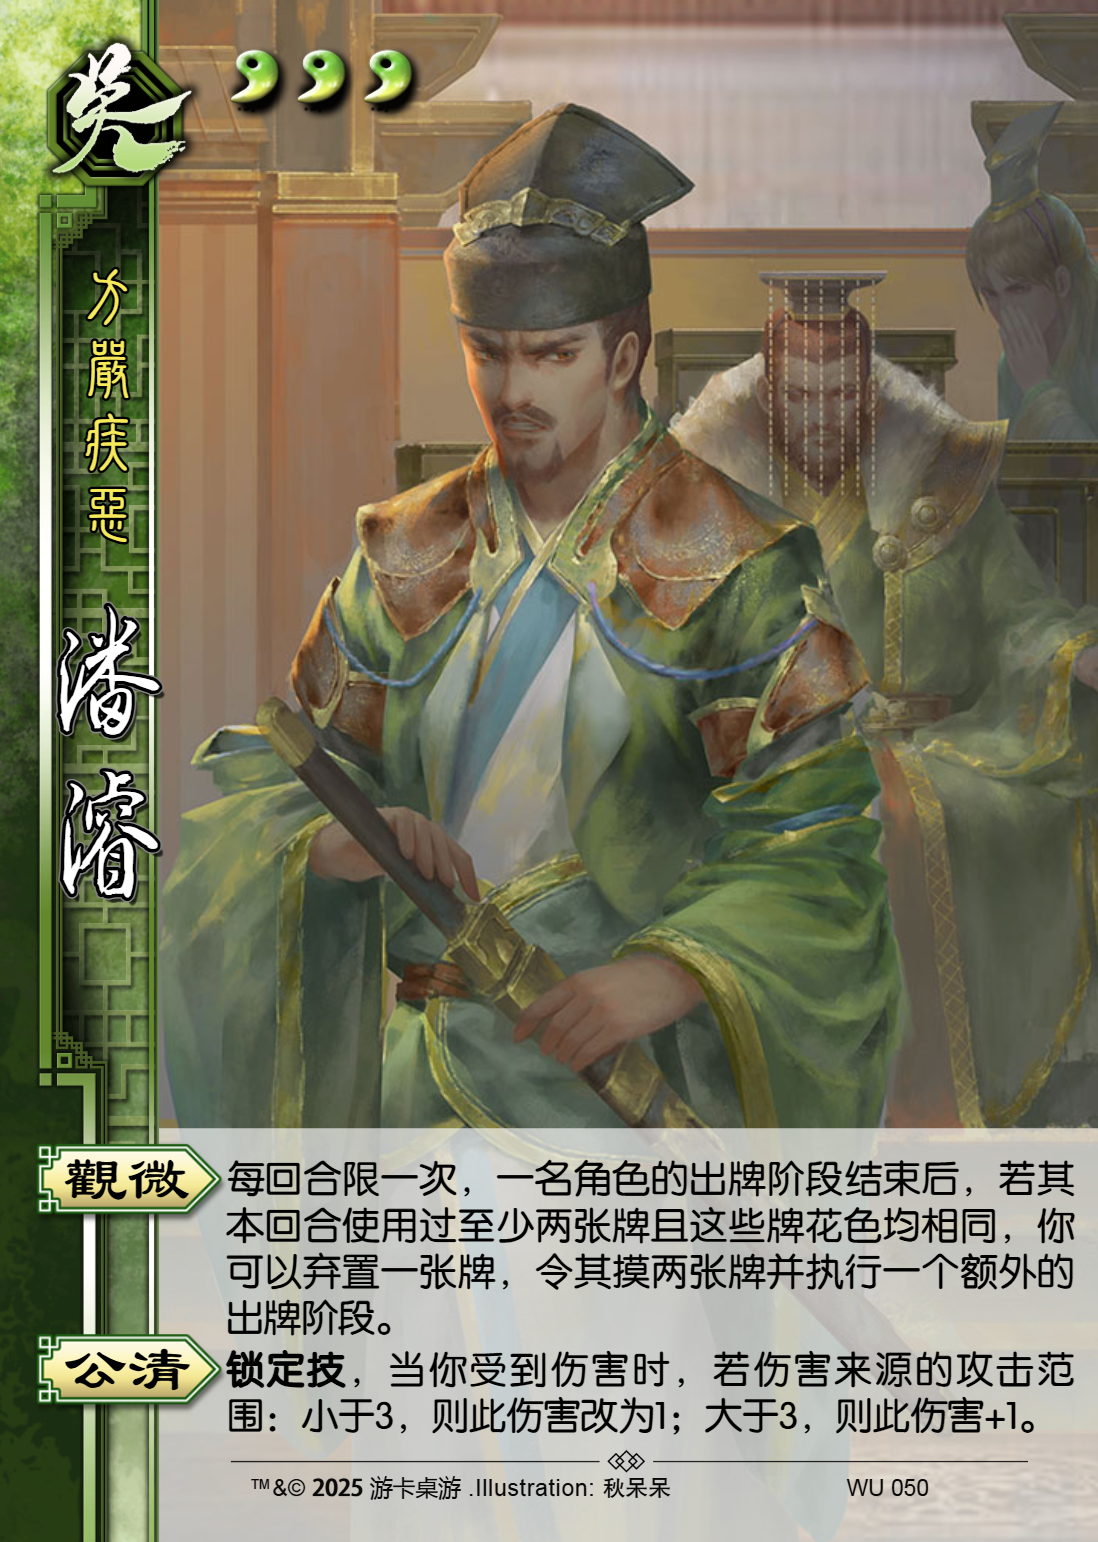 吴
方嚴疾惡
潘濬
觀微
每回合限一次，一名角色的出牌阶段结束后，若其
本回合使用过至少两张牌且这些牌花色均相同，你
可以弃置一张牌，令其摸两张牌并执行一个额外的
出牌阶段。
公清
锁定技，当你受到伤害时，若伤害来源的攻击范
围：小于3，则此伤害改为1；大于3，则此伤害+1。
™&© 2025 游卡桌游 .Illustration: 秋呆呆
WU 050